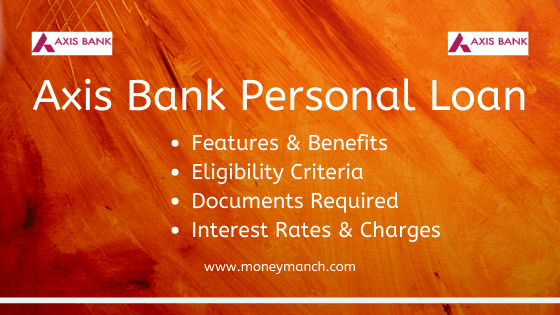 AXIS BANK
AXIS BANK
Axis Bank Personal Loan
• Features & Benefits
• Eligibility Criteria
• Documents Required
• Interest Rates & Charges
www.moneymanch.com